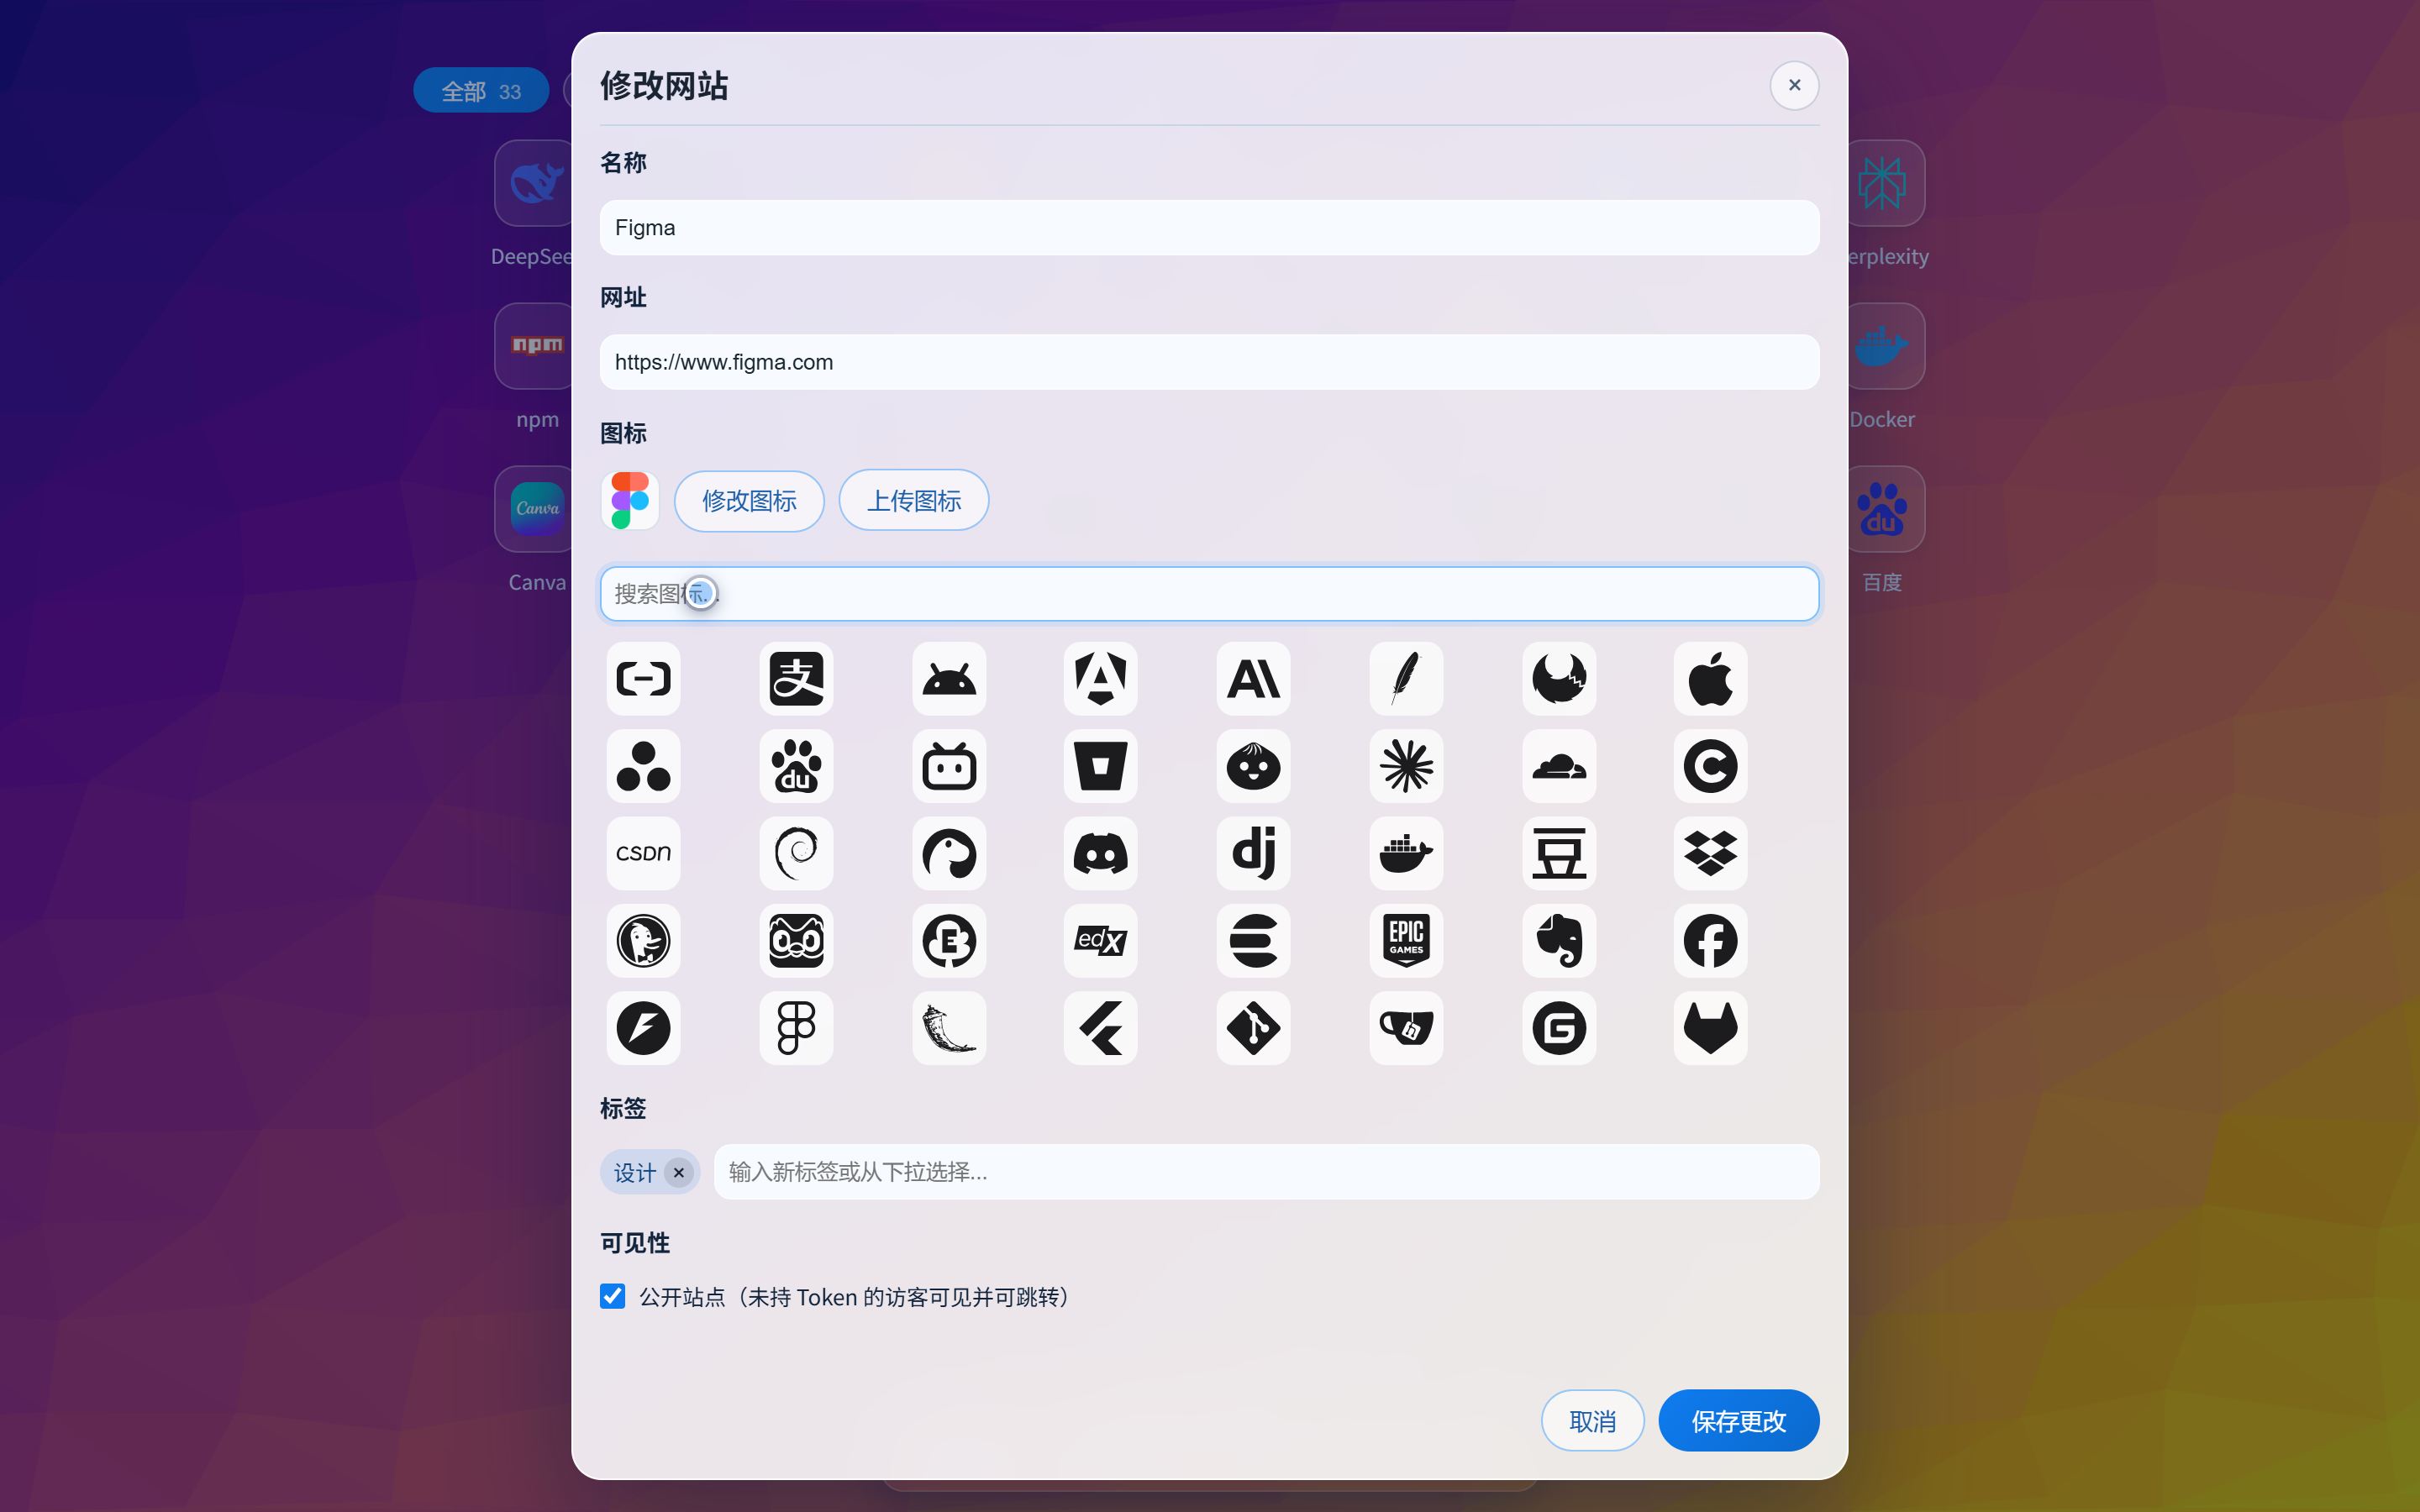 修改网站
×
全部 33
名称
Figma
DeepSee
erplexity
网址
https://www.figma.com
npm
npm
Docker
图标
修改图标
上传图标
Canva
du
搜索图标...
Canva
百度
支
du
CSDN
dj
豆
E
edX
EPIC
GAMES
标签
设计 ×
输入新标签或从下拉选择...
可见性
公开站点（未持 Token 的访客可见并可跳转）
取消
保存更改